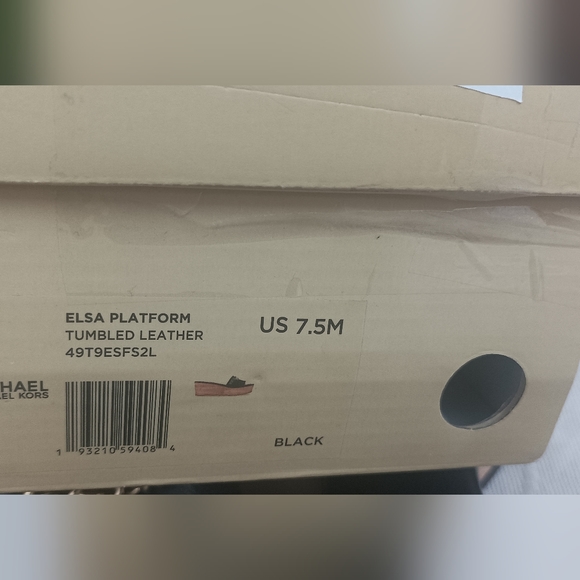 ELSA PLATFORM
TUMBLED LEATHER
49T9ESFS2L
US 7.5M
HAEL
EL KORS
1 93210 59408 4
BLACK